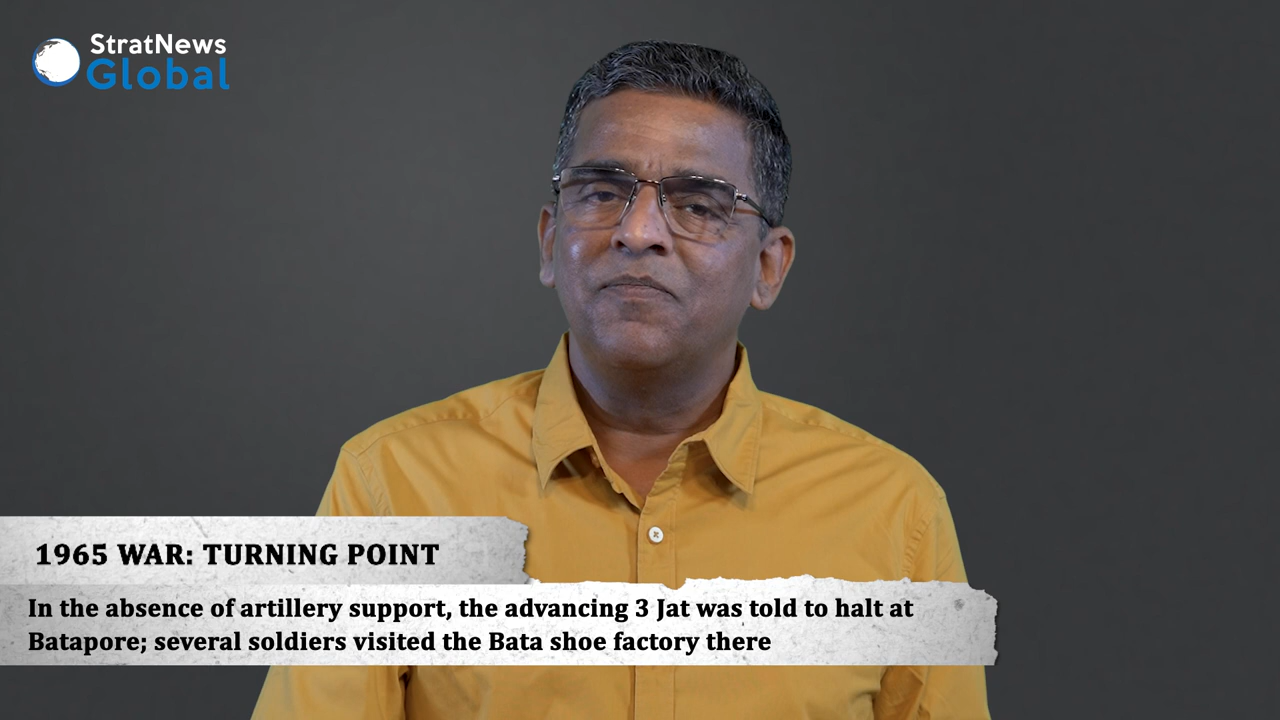 StratNews
Global
1965 WAR: TURNING POINT
In the absence of artillery support, the advancing 3 Jat was told to halt at
Batapore; several soldiers visited the Bata shoe factory there